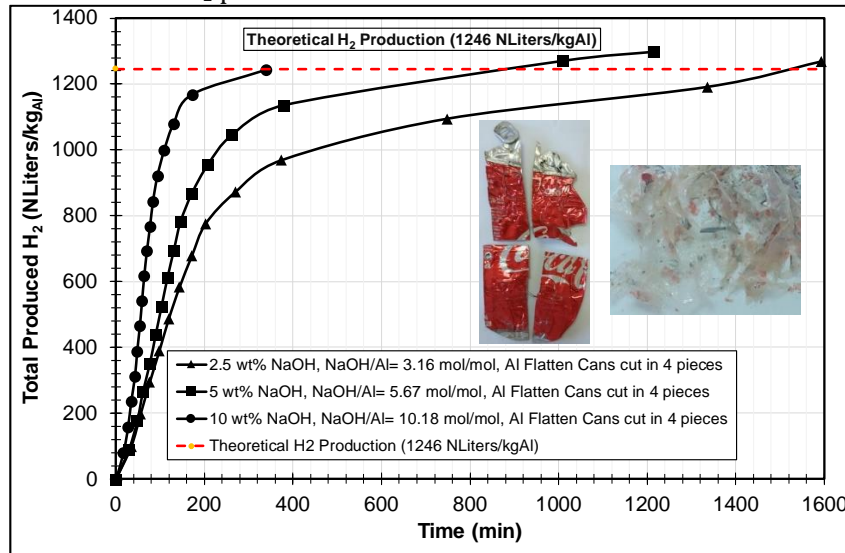 Theoretical H₂ Production (1246 NLiters/kgAl)
1400
1200
1000
800
600
400
200
0
Total Produced H₂ (NLiters/kg_Al)
2.5 wt% NaOH, NaOH/Al= 3.16 mol/mol, Al Flatten Cans cut in 4 pieces
5 wt% NaOH, NaOH/Al= 5.67 mol/mol, Al Flatten Cans cut in 4 pieces
10 wt% NaOH, NaOH/Al= 10.18 mol/mol, Al Flatten Cans cut in 4 pieces
Theoretical H2 Production (1246 NLiters/kgAl)
0 200 400 600 800 1000 1200 1400 1600
Time (min)